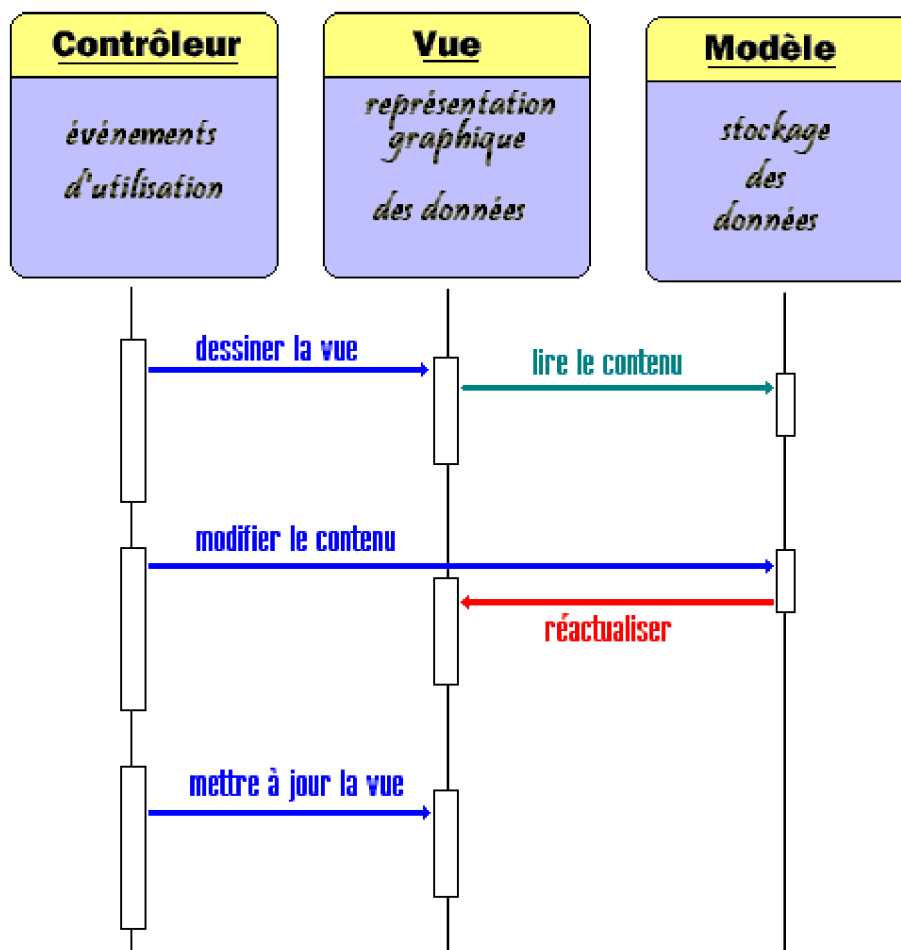 Contrôleur
événements
d'utilisation
Vue
représentation
graphique
des données
Modèle
stockage
des
données
dessiner la vue
lire le contenu
modifier le contenu
réactualiser
mettre à jour la vue